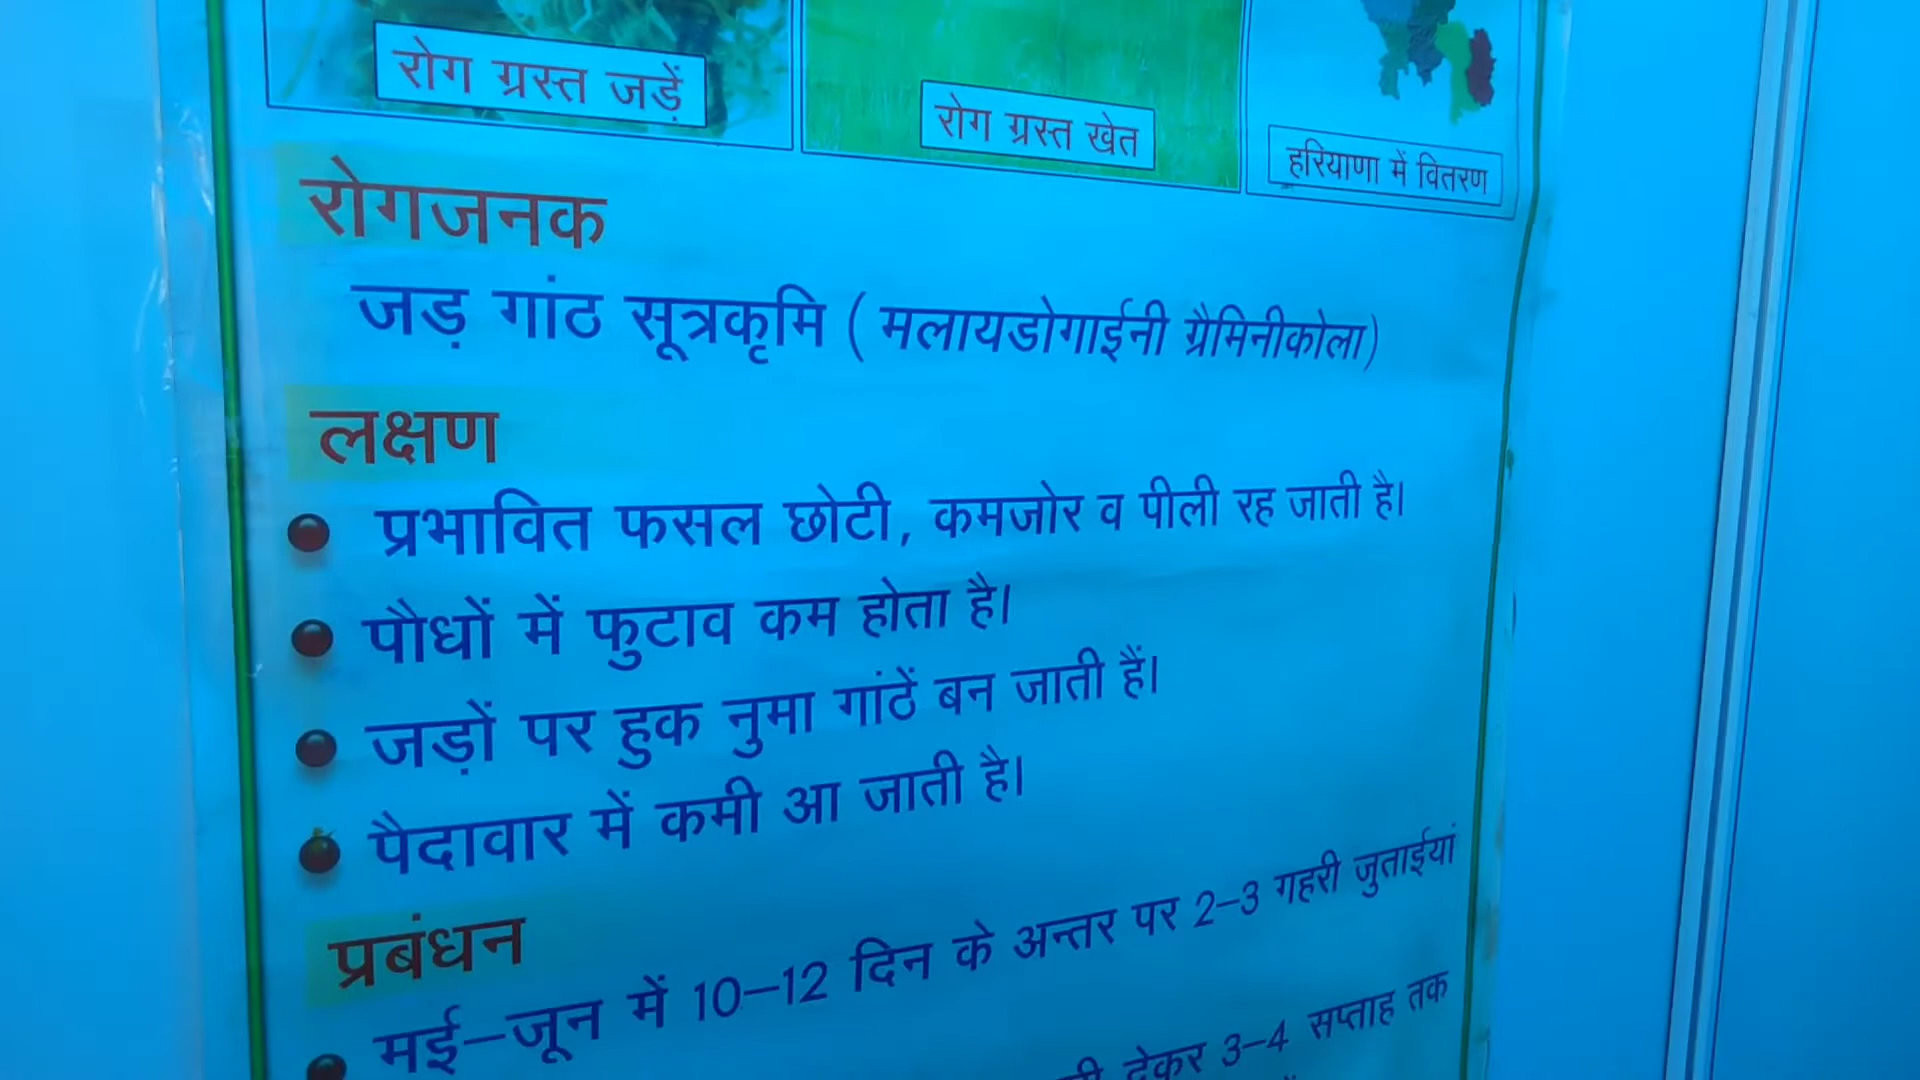 रोग ग्रस्त जड़ें
रोग ग्रस्त खेत
हरियाणा में वितरण
रोगजनक
जड़ गांठ सूत्रकृमि ( मलायडोगाईनी ग्रैमिनीकोला)
लक्षण
प्रभावित फसल छोटी, कमजोर व पीली रह जाती है।
पौधों में फुटाव कम होता है।
जड़ों पर हुक नुमा गांठें बन जाती हैं।
पैदावार में कमी आ जाती है।
प्रबंधन
मई–जून में 10–12 दिन के अन्तर पर 2–3 गहरी जुताईयां
देकर 3–4 सप्ताह तक